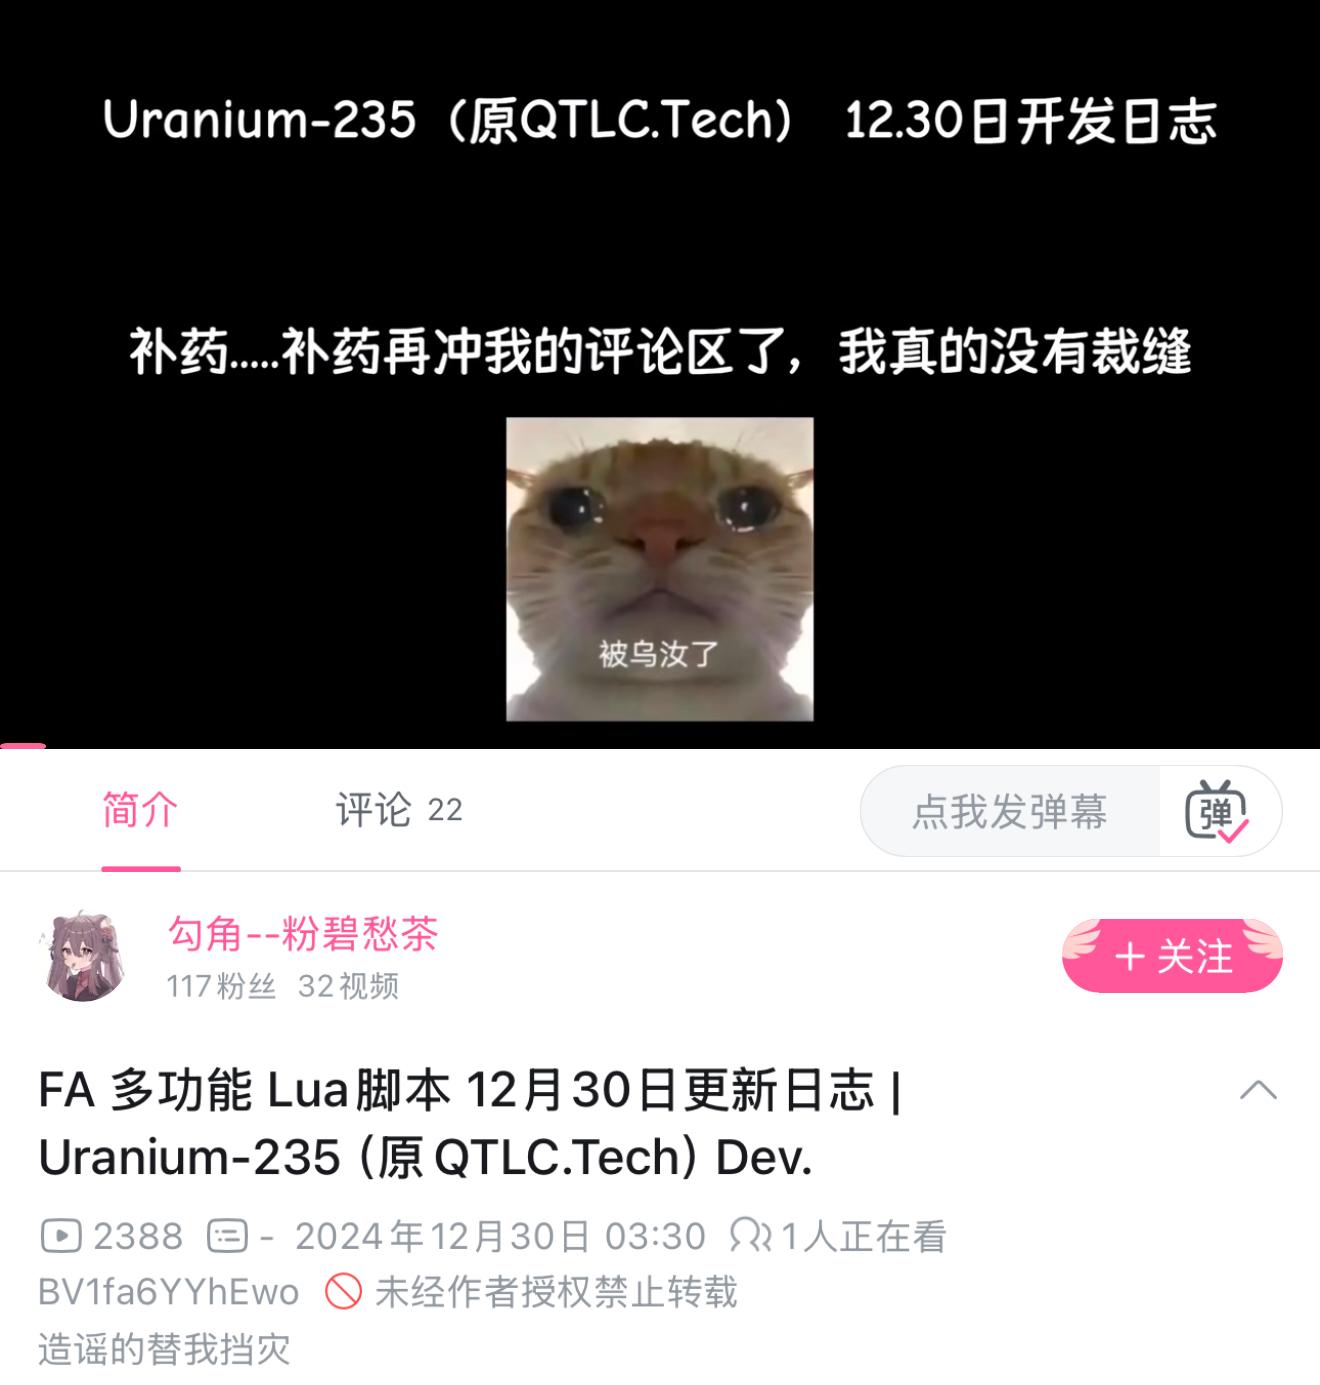 Uranium-235（原QTLC.Tech） 12.30日开发日志
补药.....补药再冲我的评论区了，我真的没有裁缝
被乌汝了
简介 评论 22 点我发弹幕 弹
勾角--粉碧愁茶
117粉丝 32视频
+ 关注
FA 多功能 Lua脚本 12月30日更新日志 |
Uranium-235 (原 QTLC.Tech) Dev.
2388 - 2024年12月30日 03:30 1人正在看
BV1fa6YYhEwo 未经作者授权禁止转载
造谣的替我挡灾